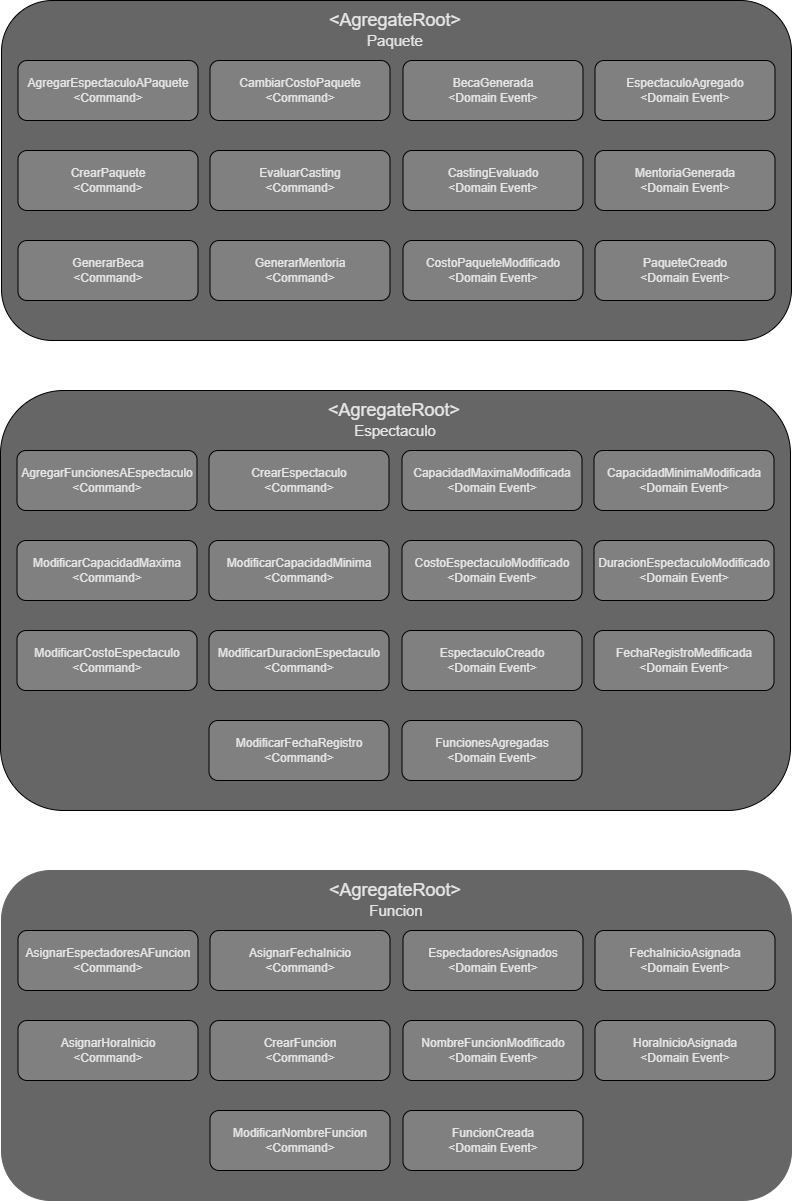 <AgregateRoot>
Paquete
AgregarEspectaculoAPaquete
<Command>
CambiarCostoPaquete
<Command>
BecaGenerada
<Domain Event>
EspectaculoAgregado
<Domain Event>
CrearPaquete
<Command>
EvaluarCasting
<Command>
CastingEvaluado
<Domain Event>
MentoriaGenerada
<Domain Event>
GenerarBeca
<Command>
GenerarMentoria
<Command>
CostoPaqueteModificado
<Domain Event>
PaqueteCreado
<Domain Event>
<AgregateRoot>
Espectaculo
AgregarFuncionesAEspectaculo
<Command>
CrearEspectaculo
<Command>
CapacidadMaximaModificada
<Domain Event>
CapacidadMinimaModificada
<Domain Event>
ModificarCapacidadMaxima
<Command>
ModificarCapacidadMinima
<Command>
CostoEspectaculoModificado
<Domain Event>
DuracionEspectaculoModificado
<Domain Event>
ModificarCostoEspectaculo
<Command>
ModificarDuracionEspectaculo
<Command>
EspectaculoCreado
<Domain Event>
FechaRegistroMedificada
<Domain Event>
ModificarFechaRegistro
<Command>
FuncionesAgregadas
<Domain Event>
<AgregateRoot>
Funcion
AsignarEspectadoresAFuncion
<Command>
AsignarFechaInicio
<Command>
EspectadoresAsignados
<Domain Event>
FechaInicioAsignada
<Domain Event>
AsignarHoraInicio
<Command>
CrearFuncion
<Command>
NombreFuncionModificado
<Domain Event>
HoraInicioAsignada
<Domain Event>
ModificarNombreFuncion
<Command>
FuncionCreada
<Domain Event>